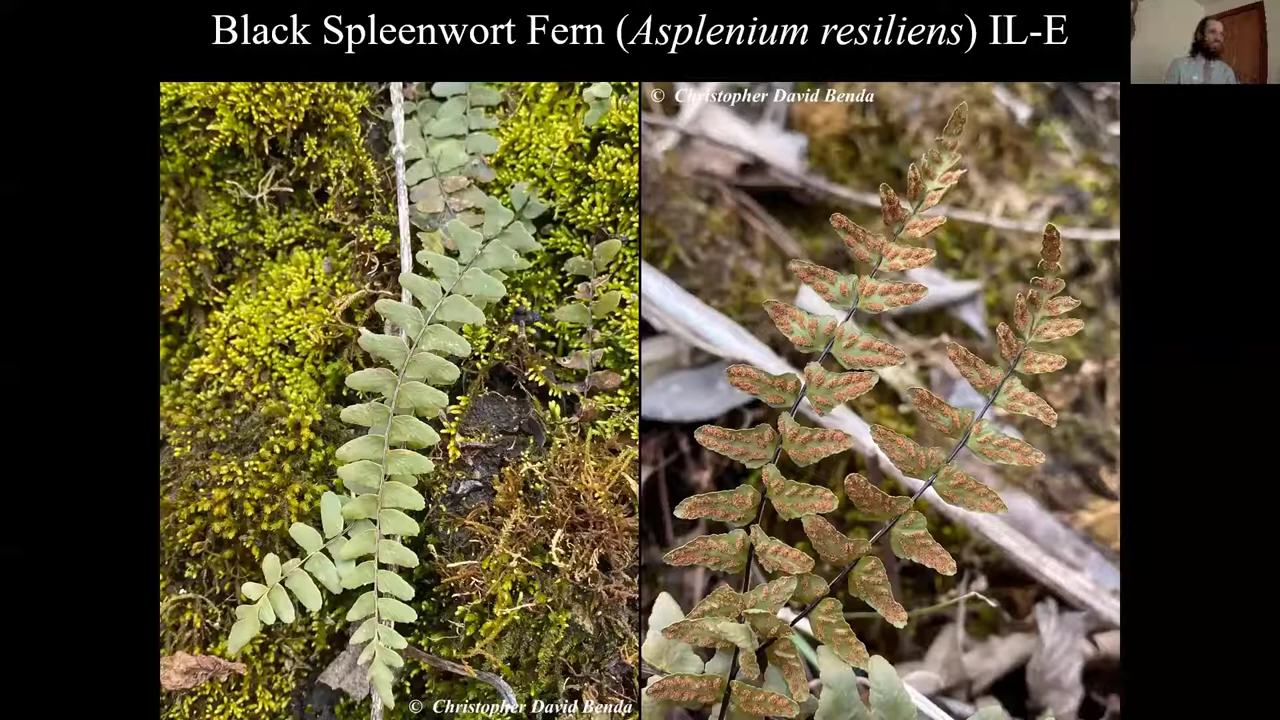 Black Spleenwort Fern (Asplenium resiliens) IL-E
© Christopher David Benda
© Christopher David Benda